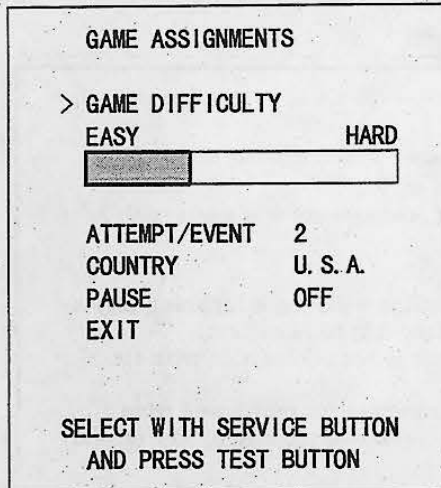 GAME ASSIGNMENTS
> GAME DIFFICULTY
EASY HARD
ATTEMPT/EVENT 2
COUNTRY U. S. A.
PAUSE OFF
EXIT
SELECT WITH SERVICE BUTTON
AND PRESS TEST BUTTON